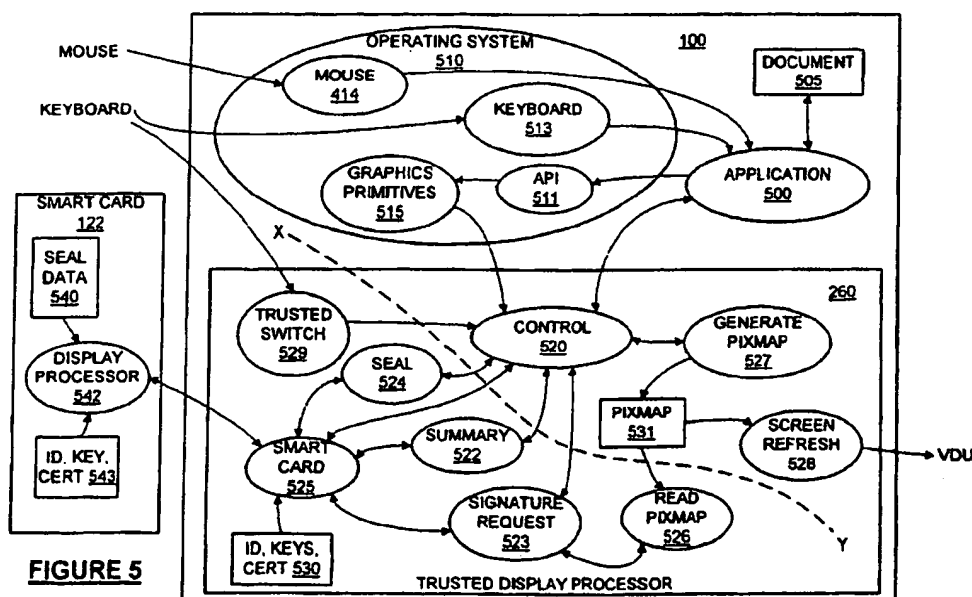 OPERATING SYSTEM
510
100
MOUSE
MOUSE
414
DOCUMENT
505
KEYBOARD
KEYBOARD
513
GRAPHICS
PRIMITIVES
515
API
511
APPLICATION
500
SMART CARD
122
SEAL
DATA
540
DISPLAY
PROCESSOR
542
ID, KEY,
CERT 543
X
260
TRUSTED
SWITCH
529
CONTROL
520
GENERATE
PIXMAP
527
SEAL
524
PIXMAP
531
SCREEN
REFRESH
528
VDU
SUMMARY
522
SMART
CARD
525
SIGNATURE
REQUEST
523
READ
PIXMAP
526
Y
ID, KEYS,
CERT 530
FIGURE 5
TRUSTED DISPLAY PROCESSOR